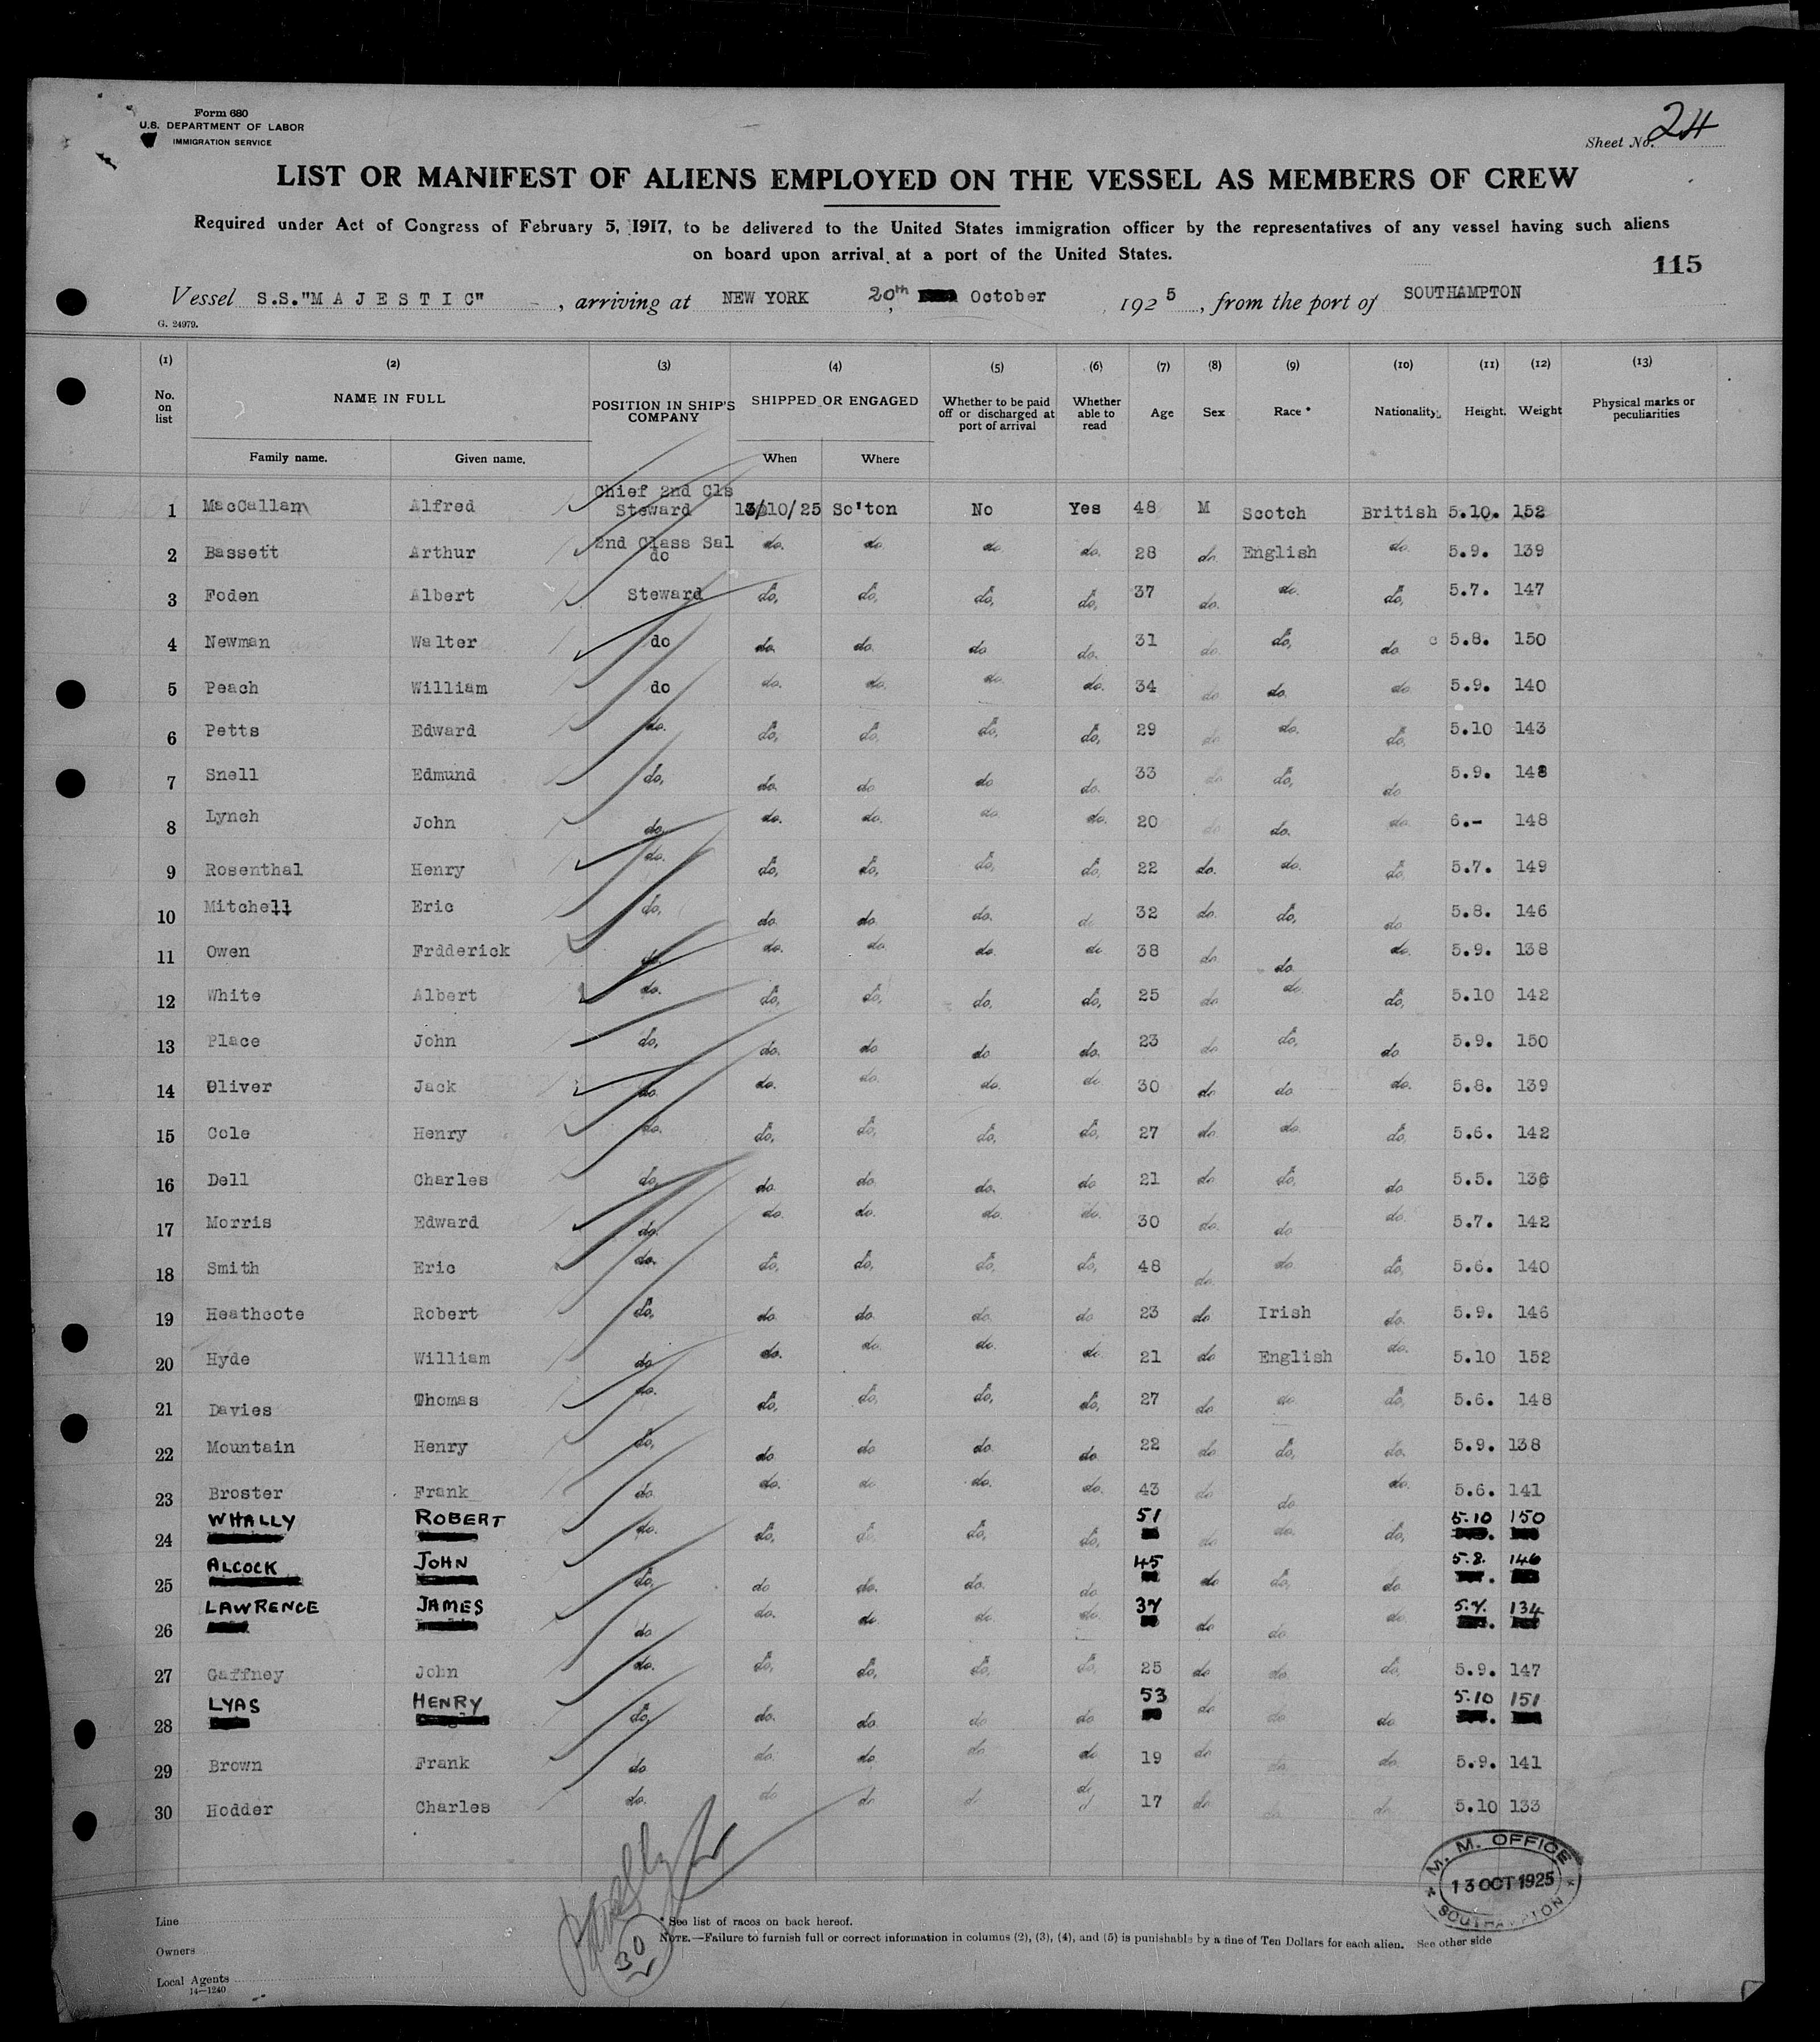 Form 680
U.S. DEPARTMENT OF LABOR
IMMIGRATION SERVICE
Sheet No. 24
LIST OR MANIFEST OF ALIENS EMPLOYED ON THE VESSEL AS MEMBERS OF CREW
Required under Act of Congress of February 5, 1917, to be delivered to the United States immigration officer by the representatives of any vessel having such aliens
on board upon arrival at a port of the United States.
115
Vessel S.S."MAJESTIC", arriving at NEW YORK, 20th October, 1925, from the port of SOUTHAMPTON
G. 24979.
(1) (2) (3) (4) (5) (6) (7) (8) (9) (10) (11) (12) (13)
No. on list NAME IN FULL POSITION IN SHIP'S COMPANY SHIPPED OR ENGAGED Whether to be paid off or discharged at port of arrival Whether able to read Age Sex Race * Nationality. Height. Weight Physical marks or peculiarities
Family name. Given name. When Where
1 MacCallan Alfred Chief 2nd Cls Steward 13/10/25 So'ton No Yes 48 M Scotch British 5.10. 152
2 Bassett Arthur 2nd Class Sal do do. do do. do. 28 do. English do. 5.9. 139
3 Foden Albert Steward do, do, do, do, 37 do. do. do, 5.7. 147
4 Newman Walter do do. do. do do. 31 do. do, do c 5.8. 150
5 Peach William do do. do. do. do. 34 do do. do. 5.9. 140
6 Petts Edward do. do, do, do, do, 29 do do. do, 5.10 143
7 Snell Edmund do, do. do do do. 33 do do, do 5.9. 148
8 Lynch John do. do. do. do do. 20 do do. do. 6.- 148
9 Rosenthal Henry do. do, do, do, do, 22 do. do. do, 5.7. 149
10 Mitchell Eric do, do. do. do. do 32 do. do, do 5.8. 146
11 Owen Frdderick do. do. do. do. do 38 do do. do. 5.9. 138
12 White Albert do. do, do, do, do, 25 do do. do, 5.10 142
13 Place John do, do. do do do. 23 do do, do 5.9. 150
14 Oliver Jack do. do. do. do. do. 30 do do do. 5.8. 139
15 Cole Henry do. do, do, do, do, 27 do. do. do, 5.6. 142
16 Dell Charles do, do. do. do. do 21 do do, do 5.5. 136
17 Morris Edward do. do. do. do. do. 30 do. do do. 5.7. 142
18 Smith Eric do. do, do, do, do, 48 do. do do, 5.6. 140
19 Heathcote Robert do, do. do. do. do 23 do Irish do. 5.9. 146
20 Hyde William do do. do. do. do. 21 do English do. 5.10 152
21 Davies Thomas do. do, do, do, do, 27 do. do do, 5.6. 148
22 Mountain Henry do, do do do. do 22 do do, do. 5.9. 138
23 Broster Frank do. do. do do. do. 43 do do do. 5.6. 141
24 WHALLY ROBERT do. do, do, do, do, 51 do do. do, 5.10 150
25 ALCOCK JOHN do, do do. do. do 45 do do, do. 5.8. 146
26 LAWRENCE JAMES do do. do. do. do. 37 do do do. 5.7. 134
27 Gaffney John do. do, do, do, do, 25 do do. do, 5.9. 147
28 LYAS HENRY do, do. do. do do 53 do do do 5.10 151
29 Brown Frank do do. do. do do 19 do do. do. 5.9. 141
30 Hodder Charles do. do do do do 17 do do. do. 5.10 133
M. M. OFFICE
13 OCT 1925
SOUTHAMPTON
30
Line
Owners
Local Agents
14—1240
* See list of races on back hereof.
NOTE.—Failure to furnish full or correct information in columns (2), (3), (4), and (5) is punishable by a fine of Ten Dollars for each alien. See other side